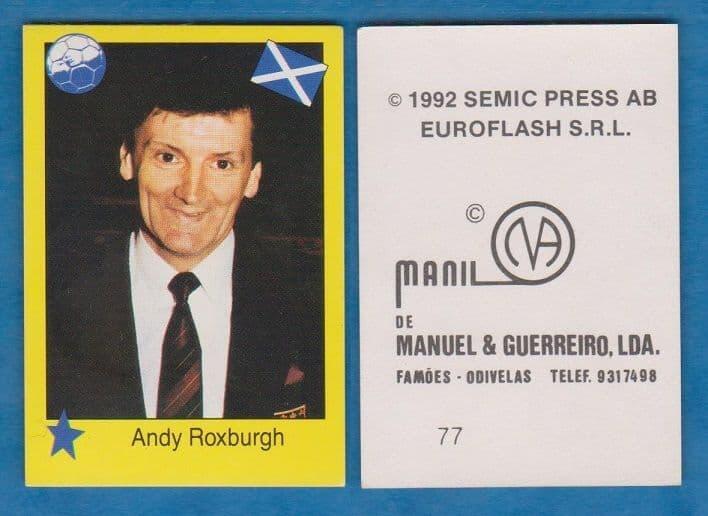 Andy Roxburgh
© 1992 SEMIC PRESS AB
EUROFLASH S.R.L.
©
MANIL
DE
MANUEL & GUERREIRO, LDA.
FAMÕES - ODIVELAS TELEF. 9317498
77